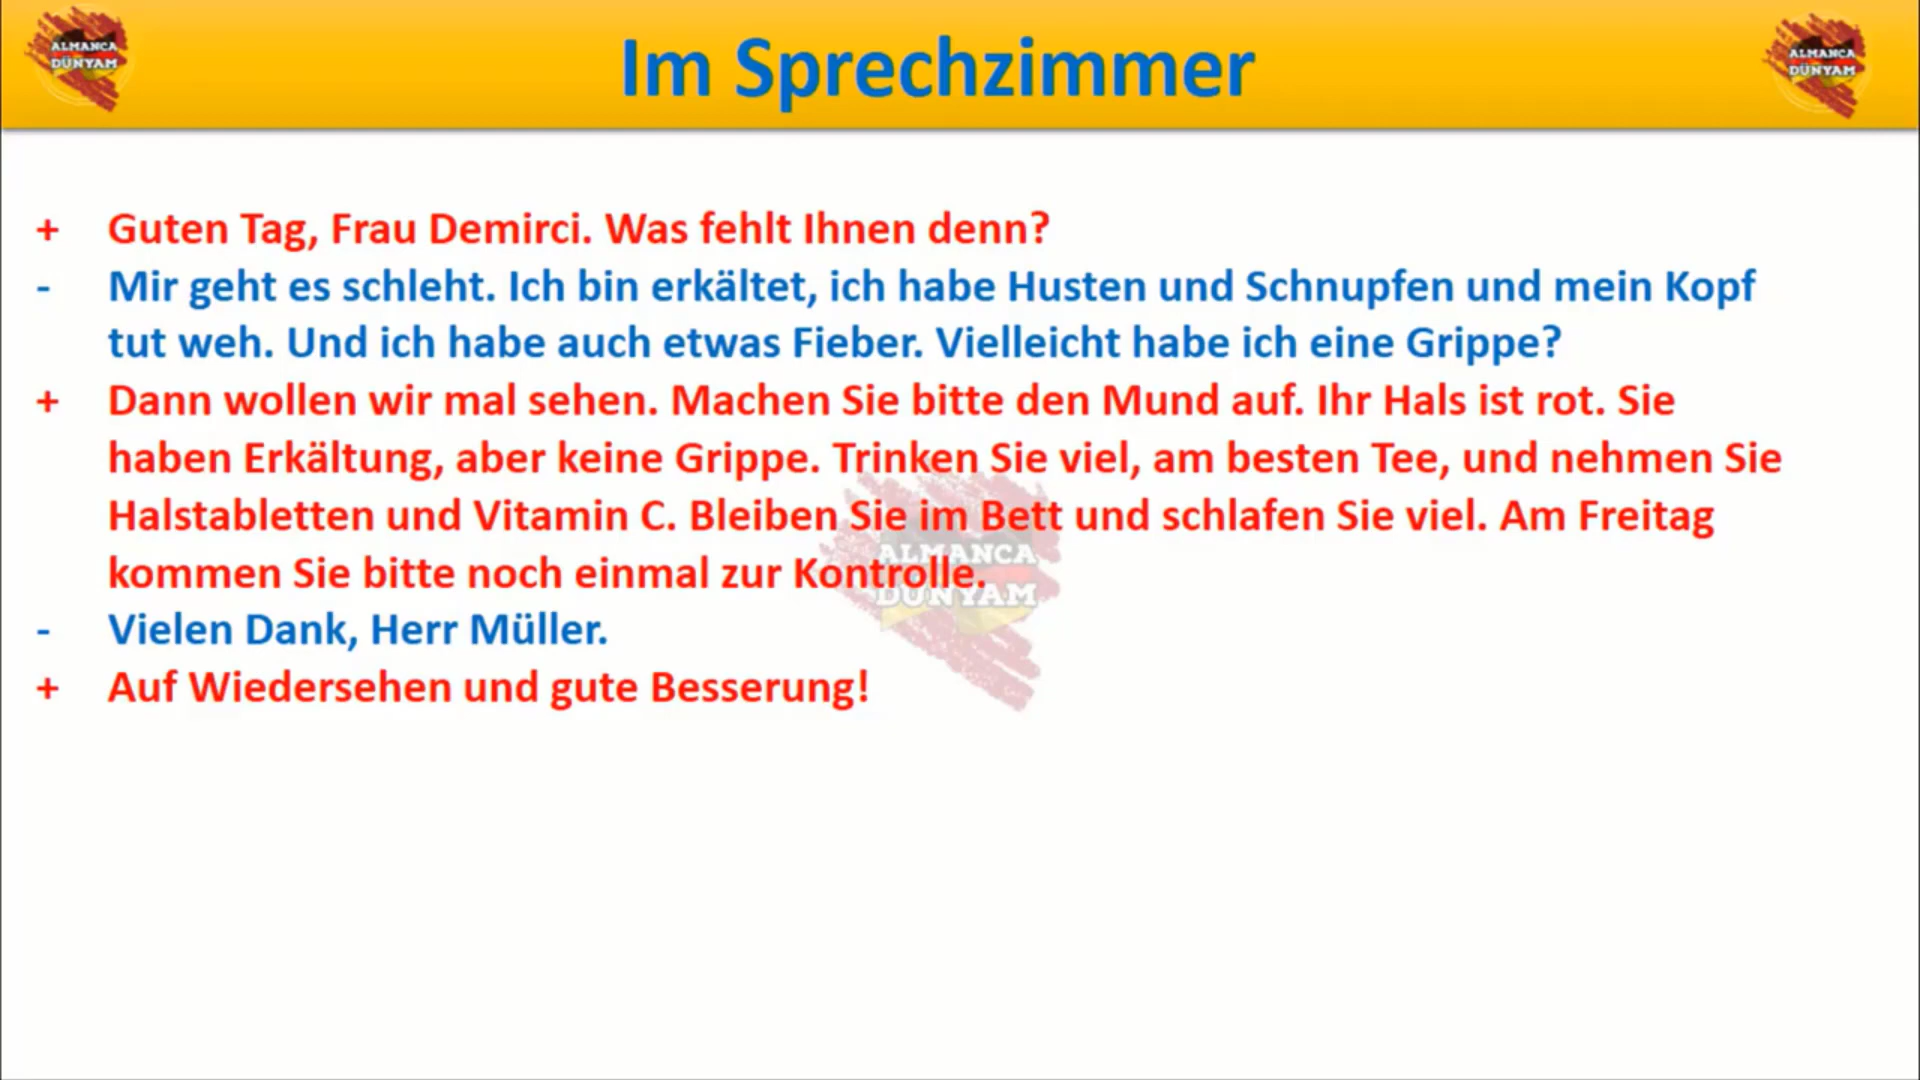 ALMANCA
DÜNYAM
Im Sprechzimmer
ALMANCA
DÜNYAM
+ Guten Tag, Frau Demirci. Was fehlt Ihnen denn?
- Mir geht es schleht. Ich bin erkältet, ich habe Husten und Schnupfen und mein Kopf
tut weh. Und ich habe auch etwas Fieber. Vielleicht habe ich eine Grippe?
+ Dann wollen wir mal sehen. Machen Sie bitte den Mund auf. Ihr Hals ist rot. Sie
haben Erkältung, aber keine Grippe. Trinken Sie viel, am besten Tee, und nehmen Sie
Halstabletten und Vitamin C. Bleiben Sie im Bett und schlafen Sie viel. Am Freitag
kommen Sie bitte noch einmal zur Kontrolle.
ALMANCA
DÜNYAM
- Vielen Dank, Herr Müller.
+ Auf Wiedersehen und gute Besserung!